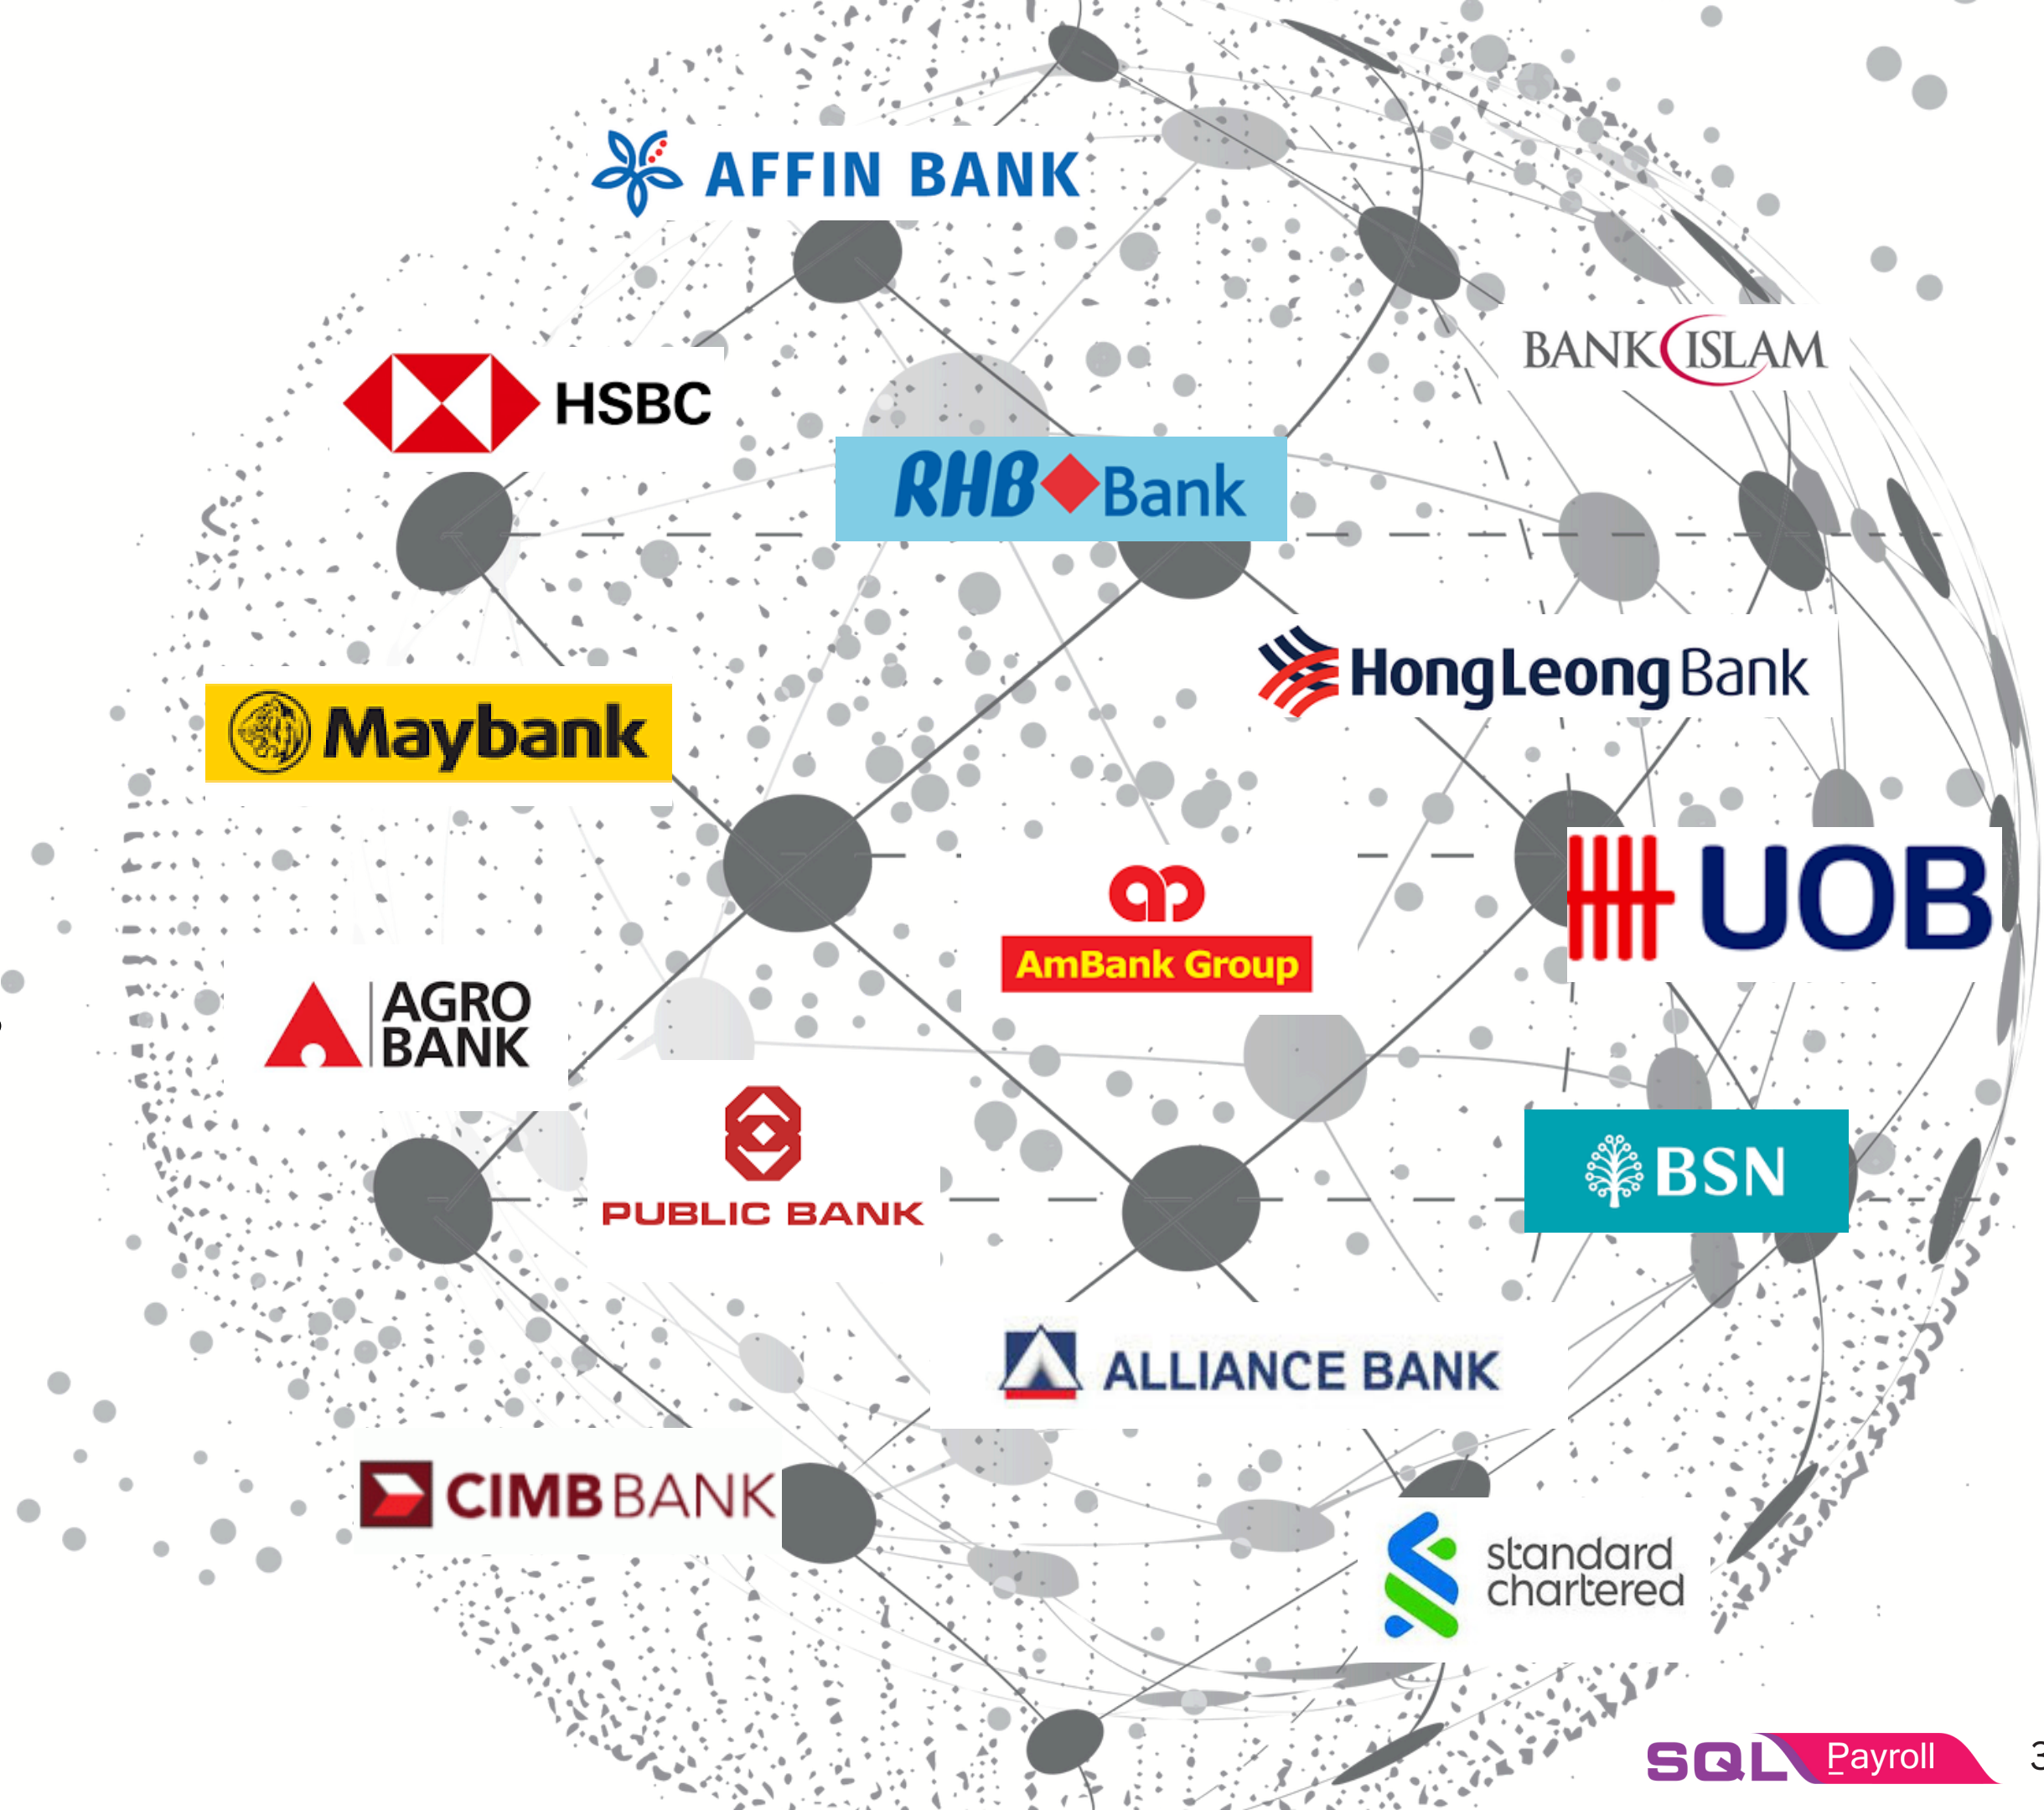 AFFIN BANK
BANK ISLAM
HSBC
RHB Bank
HongLeong Bank
Maybank
UOB
AmBank Group
AGRO
BANK
PUBLIC BANK
BSN
ALLIANCE BANK
CIMB BANK
standard
chartered
SQL Payroll